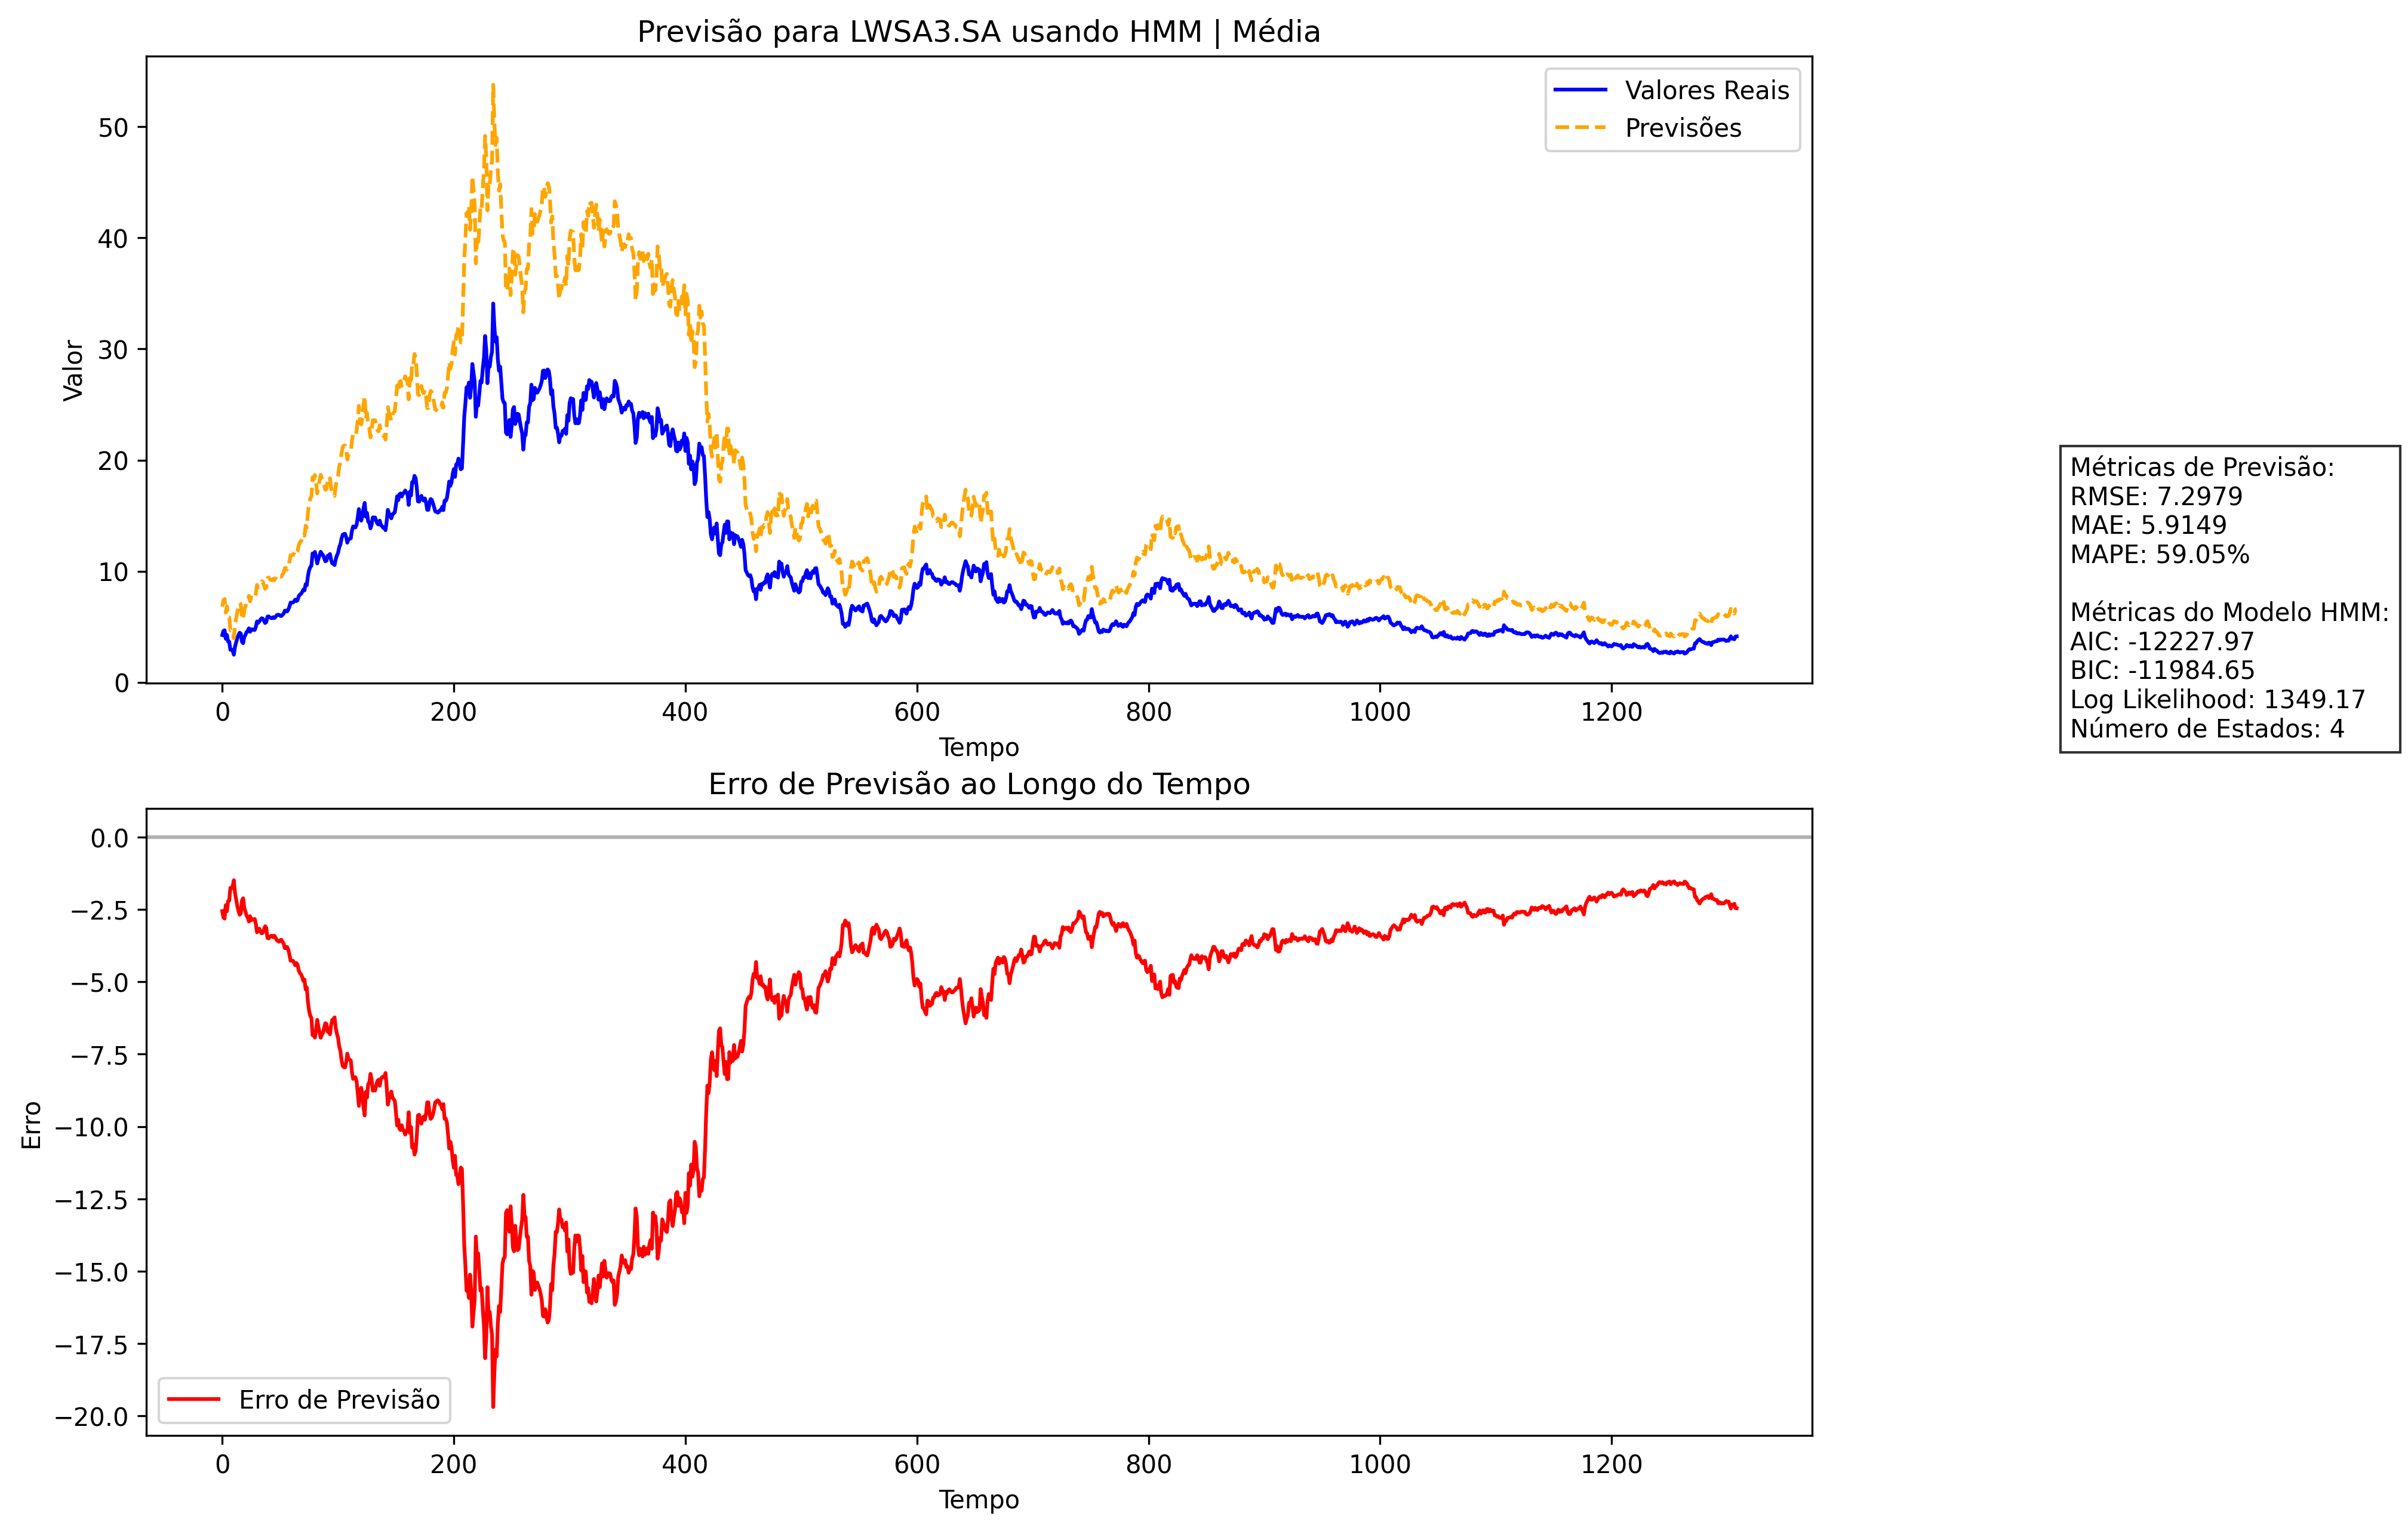 Previsão para LWSA3.SA usando HMM | Média
Valores Reais
Previsões
Valor
50
40
30
20
10
0
0 200 400 600 800 1000 1200
Tempo
Métricas de Previsão:
RMSE: 7.2979
MAE: 5.9149
MAPE: 59.05%
Métricas do Modelo HMM:
AIC: -12227.97
BIC: -11984.65
Log Likelihood: 1349.17
Número de Estados: 4
Erro de Previsão ao Longo do Tempo
Erro
0.0
−2.5
−5.0
−7.5
−10.0
−12.5
−15.0
−17.5
−20.0
Erro de Previsão
0 200 400 600 800 1000 1200
Tempo